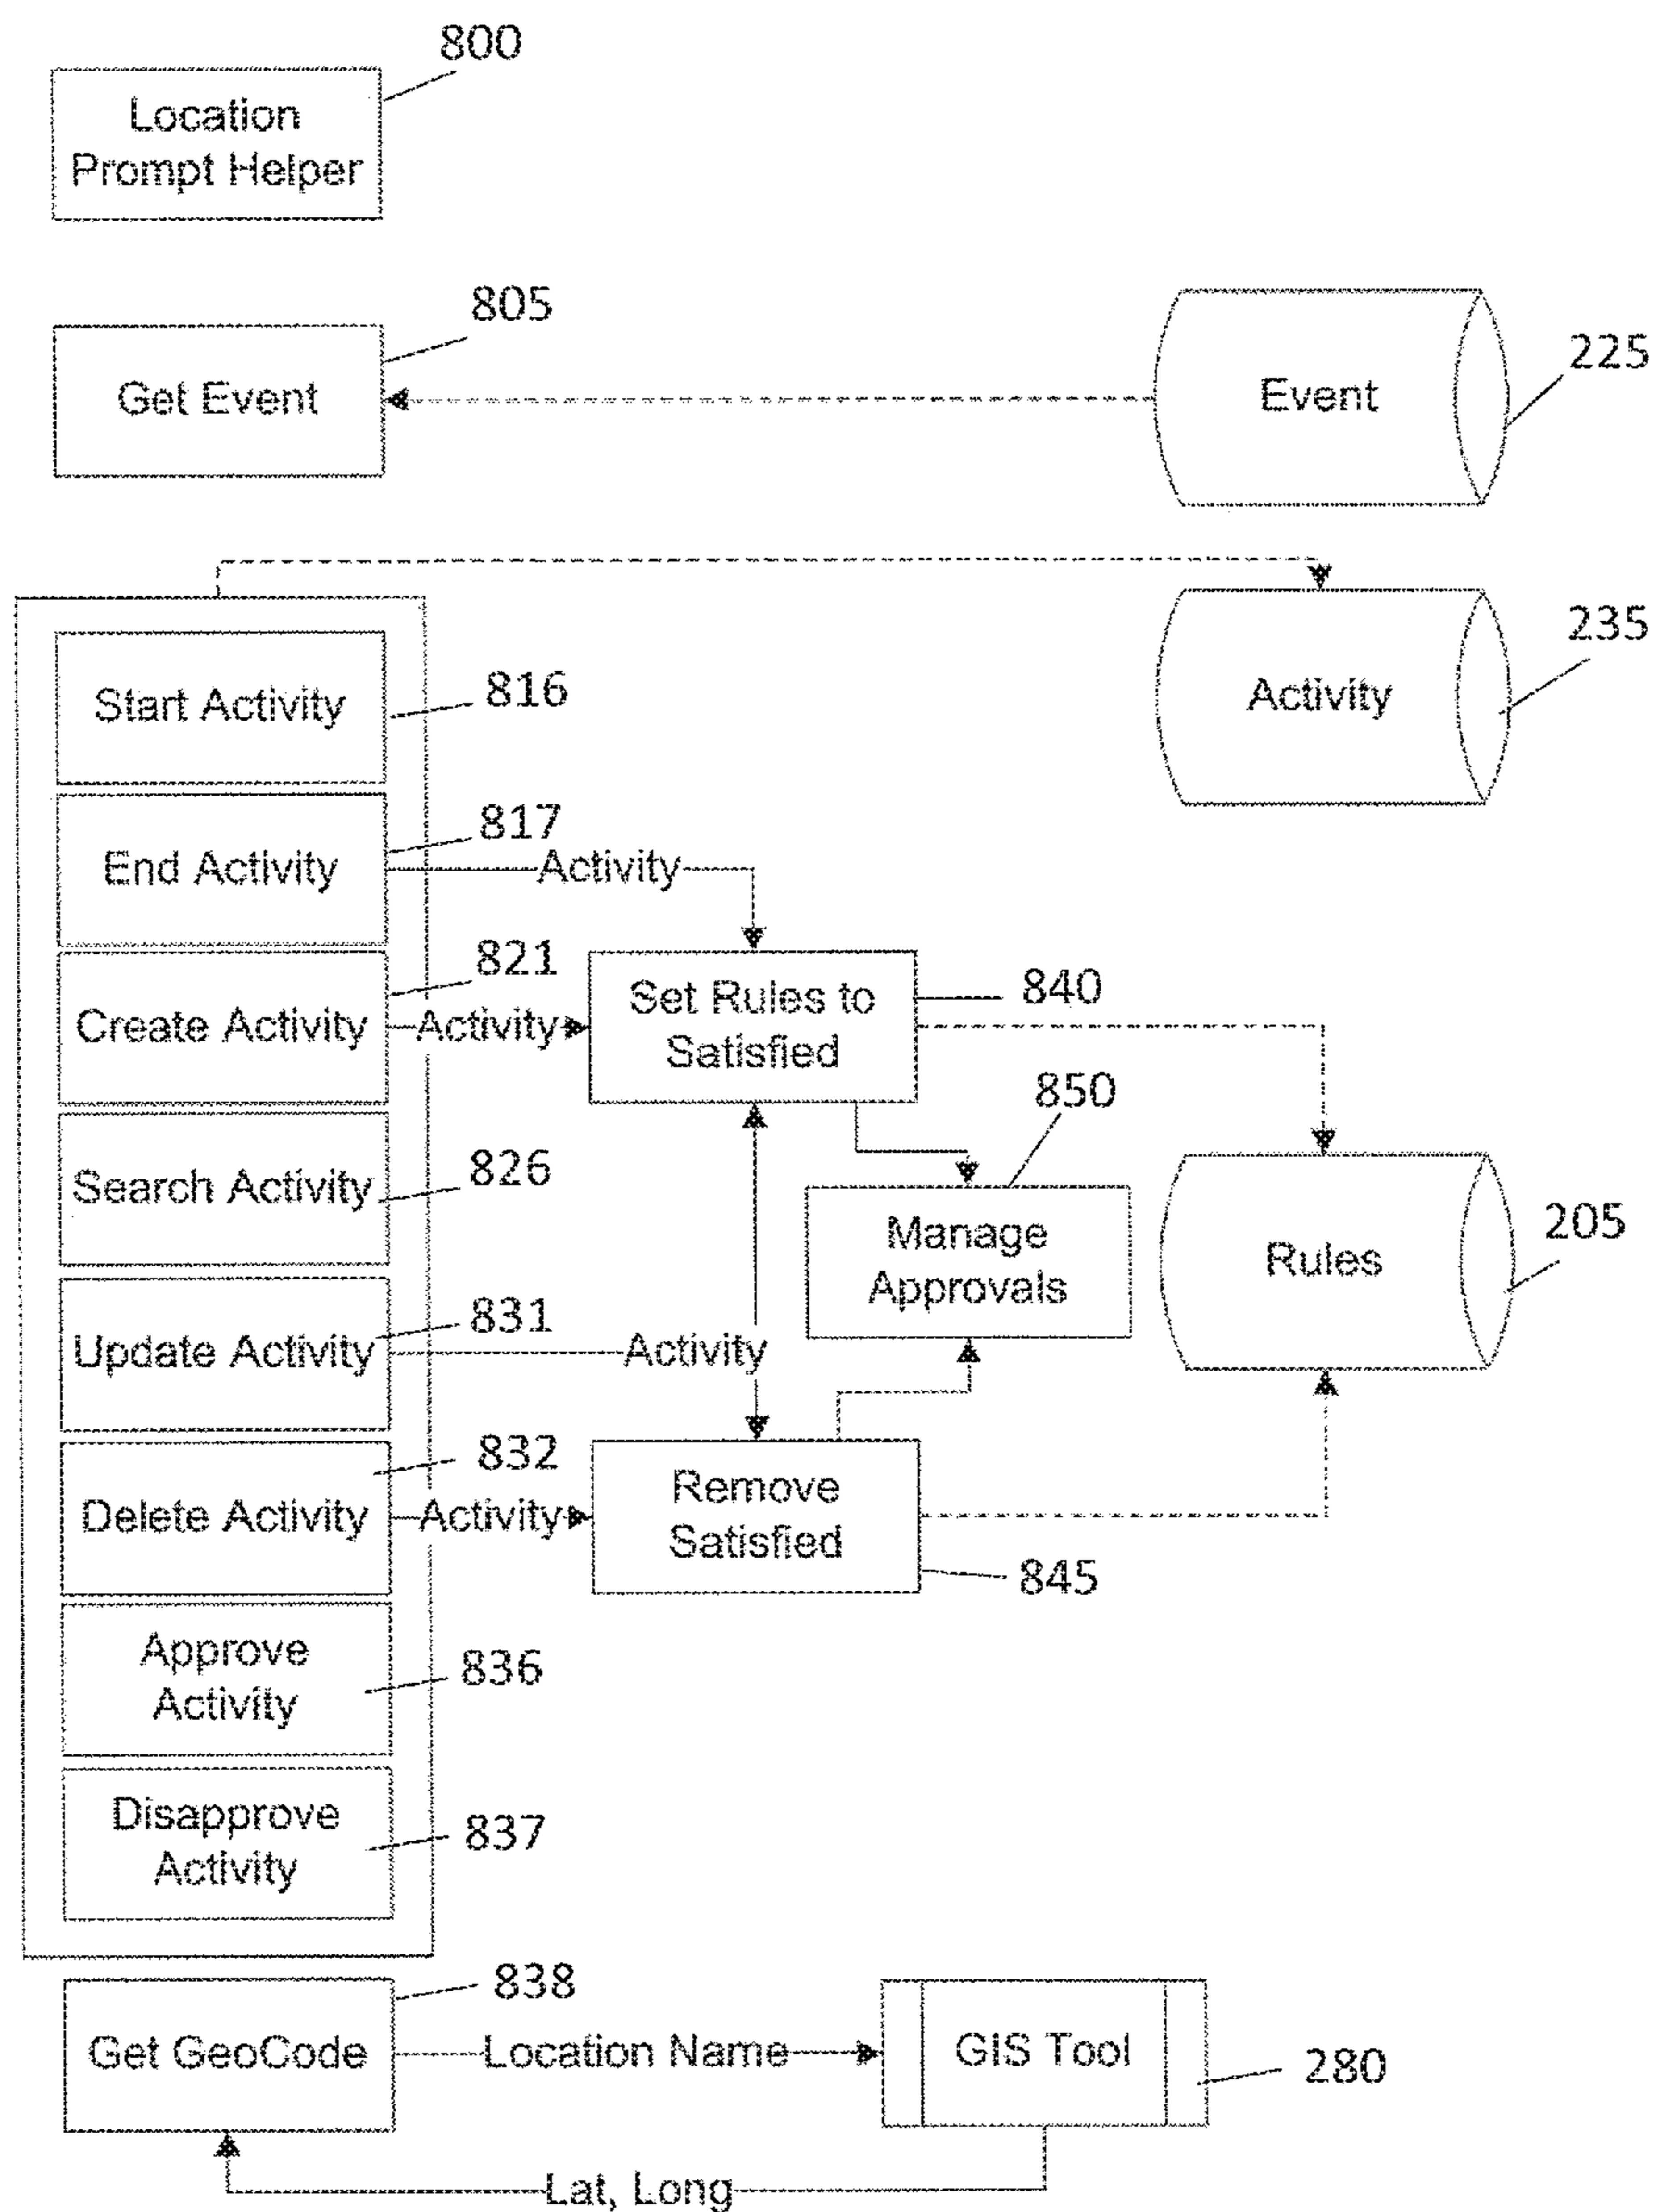 800
Location
Prompt Helper
805
Get Event
Event
225
Start Activity
816
Activity
235
End Activity
817
Activity
Create Activity
821
Activity
Set Rules to
Satisfied
840
Search Activity
826
850
Manage
Approvals
Rules
205
Update Activity
831
Activity
Delete Activity
832
Activity
Remove
Satisfied
845
Approve
Activity
836
Disapprove
Activity
837
Get GeoCode
838
Location Name
GIS Tool
280
Lat, Long